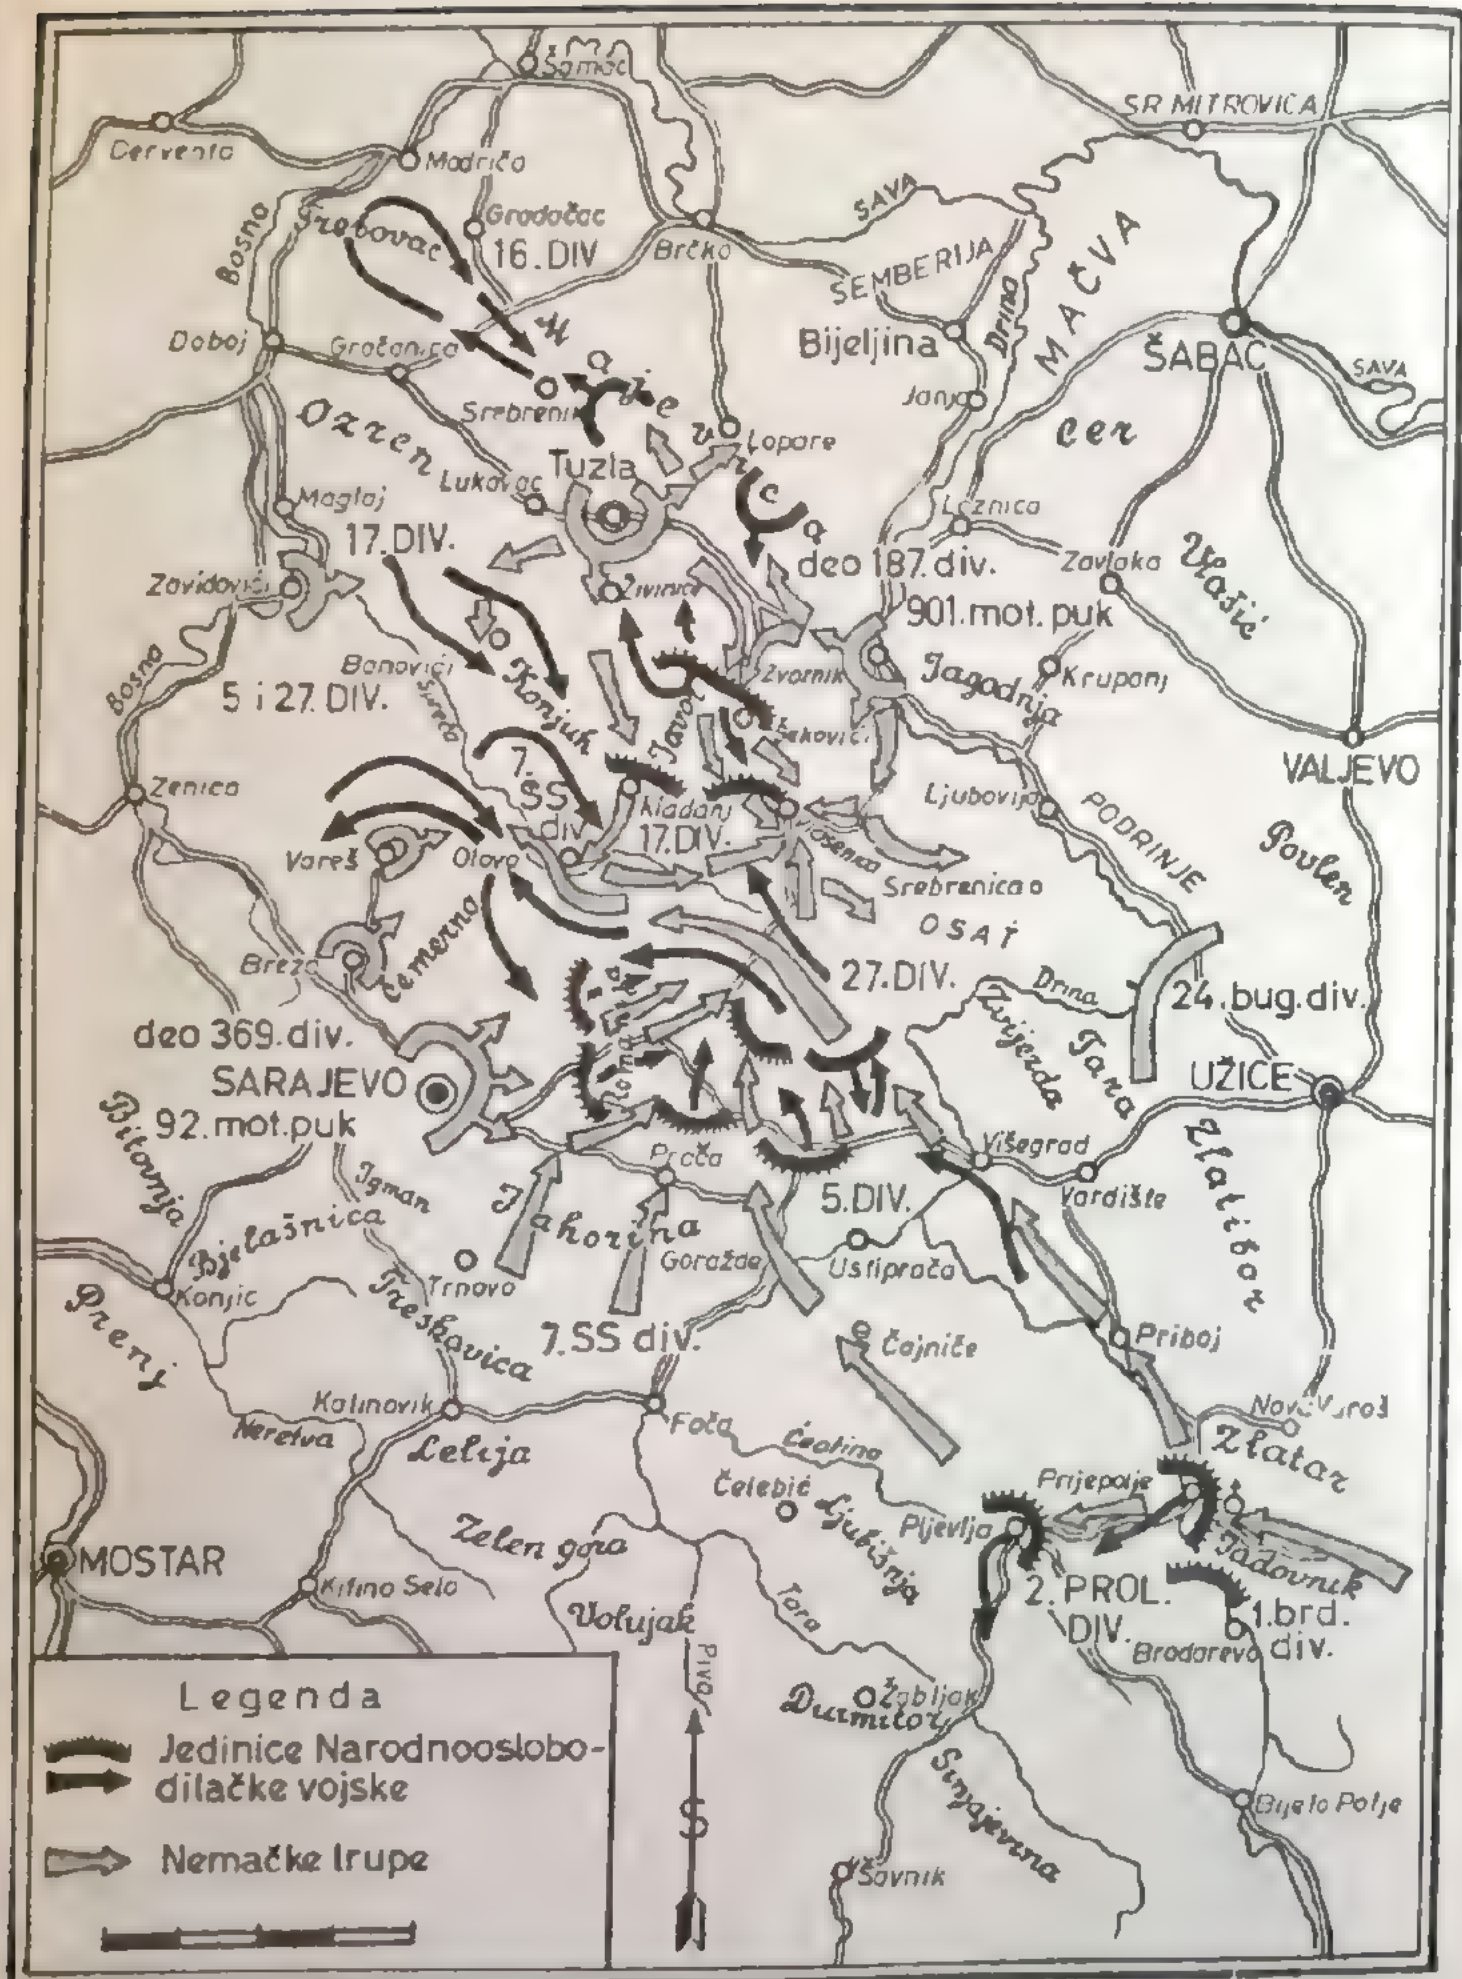 Šamac
SR. MITROVICA
Derventa
Modriča
SAVA
Bosna
Trebovac
Gradačac
16. DIV
Brčko
SEMBERIJA
Drina
MAČVA
Doboj
Gračanica
Bijeljina
ŠABAC
SAVA
Srebrenik
Majevica
Janja
Ozren
Cer
Lopare
Tuzla
Lukavac
Maglaj
Loznica
17. DIV.
deo 187. div.
Zavlaka
Vlašić
Zavidovići
Živinice
901. mot. puk
Banovići
Konjuh
Zvornik
Jagodnja
Krupanj
Bosna
5 i 27. DIV.
Javor
Šekovići
VALJEVO
7.
SS
div
Zenica
Kladanj
Ljubovija
PODRINJE
17. DIV.
Povlen
Vareš
Olovo
Vlasenica
Srebrenica
OSAT
Čemerno
Breza
27. DIV.
Drina
24. bug. div.
Zvijezda
Tara
deo 369. div.
Romanija
SARAJEVO
UŽICE
92. mot. puk
Bitovnja
Igman
Prača
Višegrad
Vardište
Zlatibor
Bjelašnica
Jahorina
5. DIV.
Goražde
Ustiprača
Trnovo
Konjic
Treskavica
Prenj
7. SS div.
Čajniče
Priboj
Kalinovik
Nova Varoš
Neretva
Foča
Lelija
Ćeotina
Zlatar
Čelebić
Prijepolje
Ljubišnja
Pljevlja
Zelen gora
Jadovnik
MOSTAR
Kifino Selo
2. PROL.
DIV.
1. brd.
div.
Volujak
Tara
Brodarevo
Piva
Žabljak
Durmitor
Sinjajevina
Bijelo Polje
Šavnik
S
Legenda
Jedinice Narodnooslobo-
dilačke vojske
Nemačke trupe